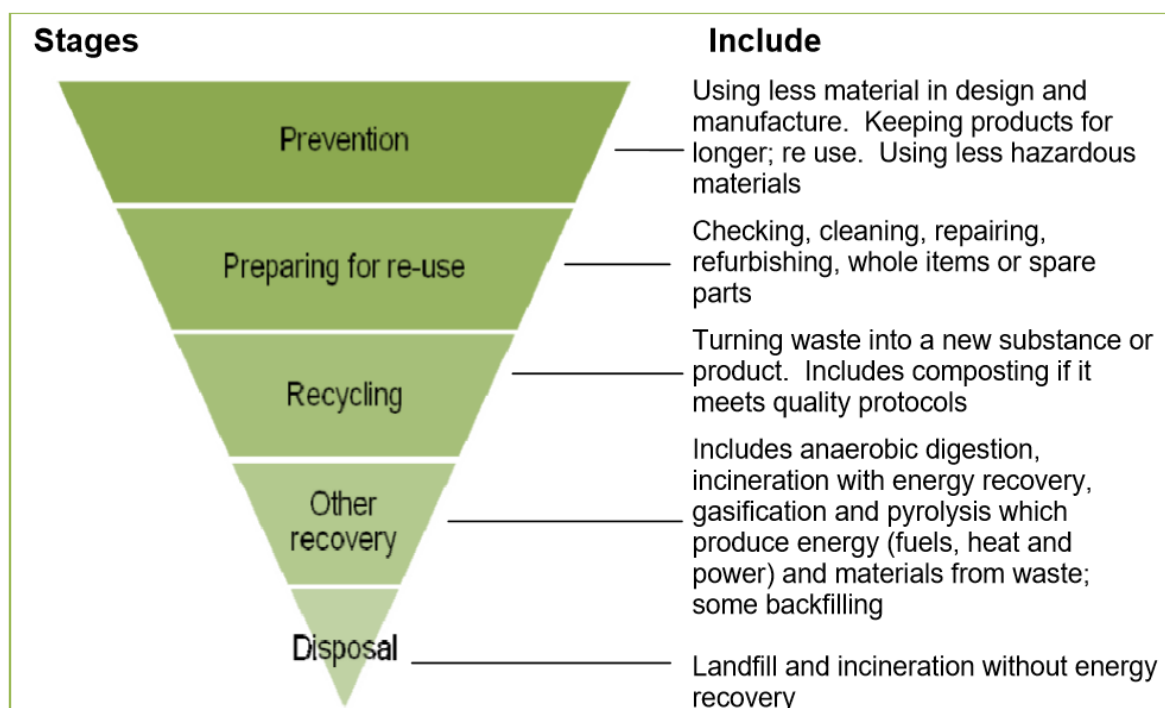 Stages
Include
Prevention
Using less material in design and
manufacture.  Keeping products for
longer; re use.  Using less hazardous
materials
Preparing for re-use
Checking, cleaning, repairing,
refurbishing, whole items or spare
parts
Recycling
Turning waste into a new substance or
product.  Includes composting if it
meets quality protocols
Other
recovery
Includes anaerobic digestion,
incineration with energy recovery,
gasification and pyrolysis which
produce energy (fuels, heat and
power) and materials from waste;
some backfilling
Disposal
Landfill and incineration without energy
recovery